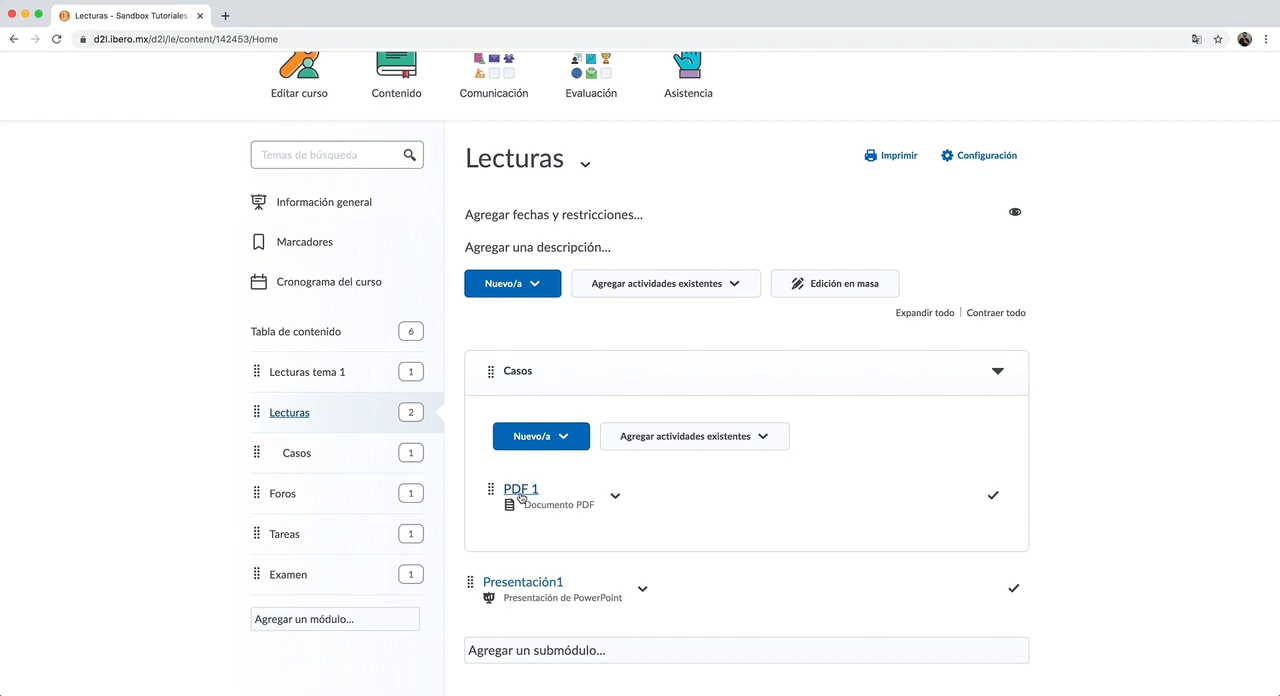 Lecturas - Sandbox Tutoriales
d2l.ibero.mx/d2l/le/content/142453/Home
Editar curso
Contenido
Comunicación
Evaluación
Asistencia
Temas de búsqueda
Información general
Marcadores
Cronograma del curso
Tabla de contenido 6
Lecturas tema 1 1
Lecturas 2
Casos 1
Foros 1
Tareas 1
Examen 1
Agregar un módulo...
Lecturas
Imprimir
Configuración
Agregar fechas y restricciones...
Agregar una descripción...
Nuevo/a
Agregar actividades existentes
Edición en masa
Expandir todo | Contraer todo
Casos
Nuevo/a
Agregar actividades existentes
PDF 1
Documento PDF
Presentación1
Presentación de PowerPoint
Agregar un submódulo...